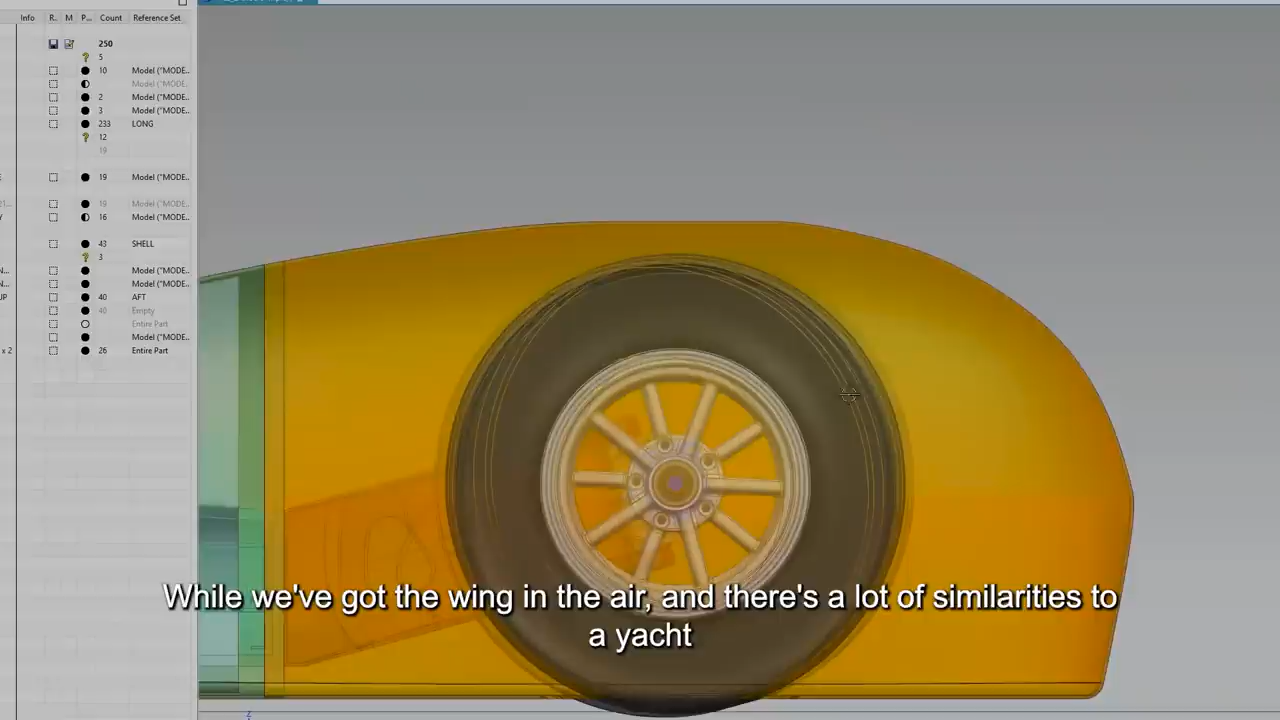 Info R.. M P... Count Reference Set
250
? 5
10 Model ("MODE..
Model ("MODE..
2 Model ("MODE..
3 Model ("MODE..
233 LONG
? 12
19
19 Model ("MODE..
19 Model ("MODE..
16 Model ("MODE..
43 SHELL
? 3
N... Model ("MODE..
N... Model ("MODE..
UP 40 AFT
40 Empty
Entire Part
Model ("MODE..
x 2 26 Entire Part
While we've got the wing in the air, and there's a lot of similarities to
a yacht
Z